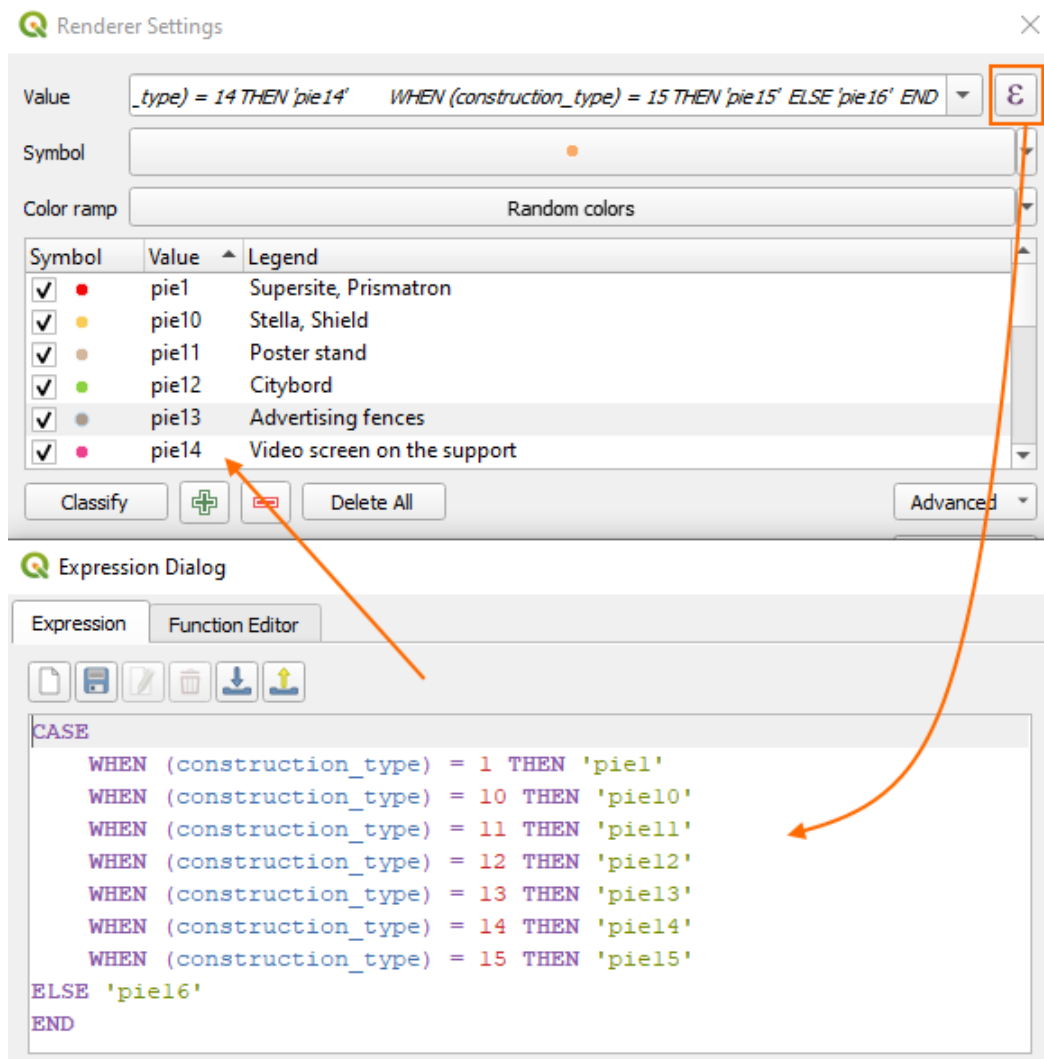 Renderer Settings
Value _type) = 14 THEN 'pie14' WHEN (construction_type) = 15 THEN 'pie15' ELSE 'pie16' END ε
Symbol
Color ramp Random colors
Symbol Value Legend
pie1 Supersite, Prismatron
pie10 Stella, Shield
pie11 Poster stand
pie12 Citybord
pie13 Advertising fences
pie14 Video screen on the support
Classify Delete All Advanced
Expression Dialog
Expression Function Editor
CASE
WHEN (construction_type) = 1 THEN 'pie1'
WHEN (construction_type) = 10 THEN 'pie10'
WHEN (construction_type) = 11 THEN 'pie11'
WHEN (construction_type) = 12 THEN 'pie12'
WHEN (construction_type) = 13 THEN 'pie13'
WHEN (construction_type) = 14 THEN 'pie14'
WHEN (construction_type) = 15 THEN 'pie15'
ELSE 'pie16'
END